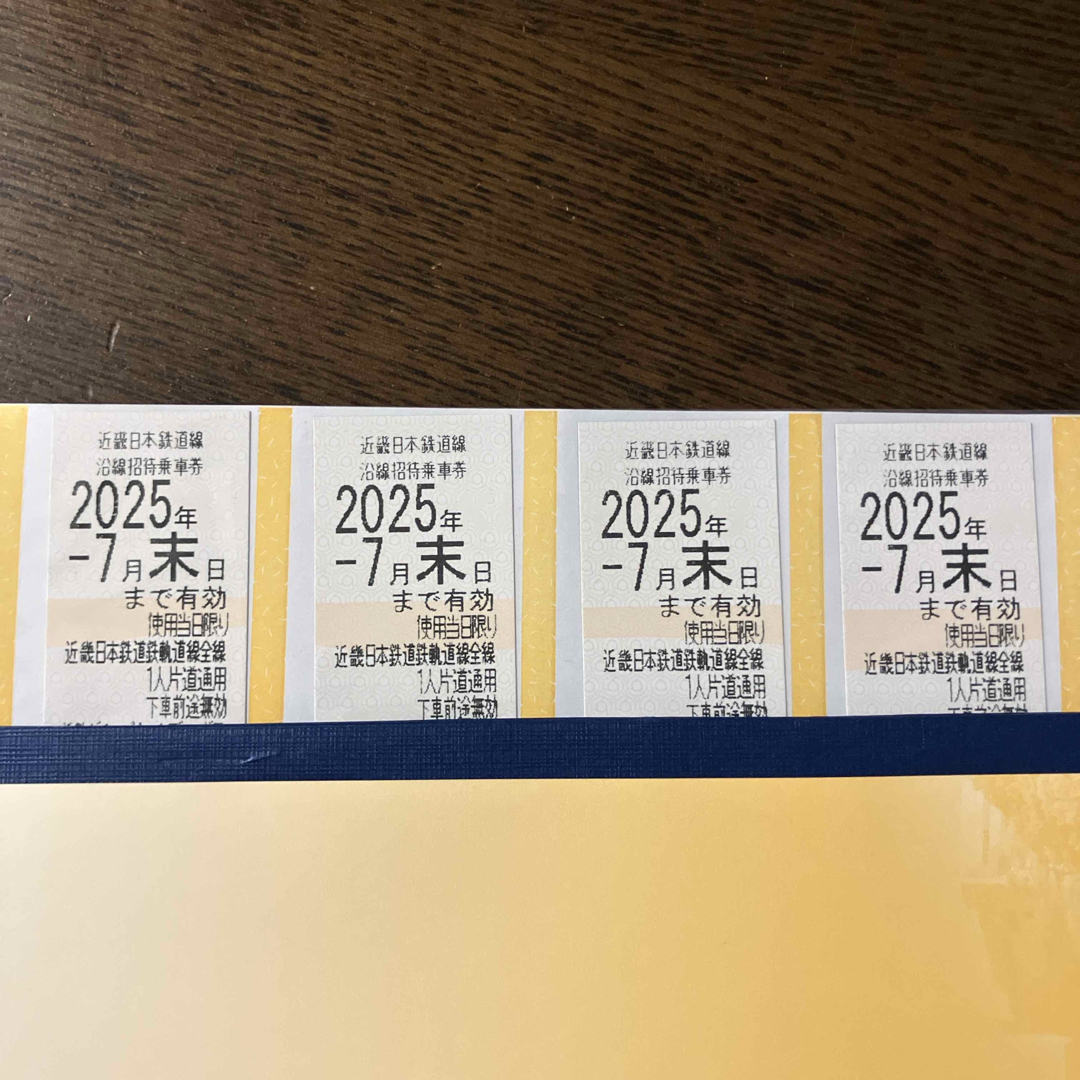 近畿日本鉄道線
沿線招待乗車券
2025年
-7月末日
まで有効
使用当日限り
近畿日本鉄道鉄軌道線全線
1人片道通用
下車前途無効
近畿日本鉄道線
沿線招待乗車券
2025年
-7月末日
まで有効
使用当日限り
近畿日本鉄道鉄軌道線全線
1人片道通用
下車前途無効
近畿日本鉄道線
沿線招待乗車券
2025年
-7月末日
まで有効
使用当日限り
近畿日本鉄道鉄軌道線全線
1人片道通用
下車前途無効
近畿日本鉄道線
沿線招待乗車券
2025年
-7月末日
まで有効
使用当日限り
近畿日本鉄道鉄軌道線全線
1人片道通用
下車前途無効